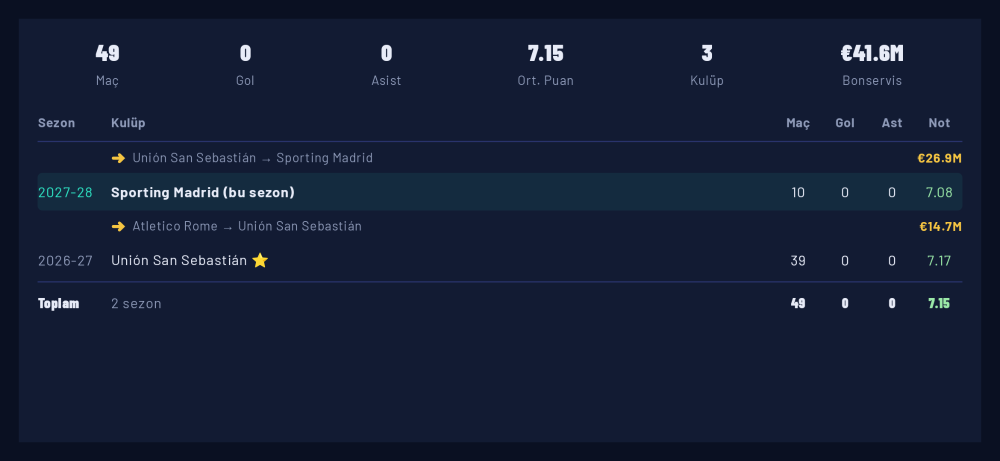 49 0 0 7.15 3 €41.6M
Maç Gol Asist Ort. Puan Kulüp Bonservis
Sezon Kulüp Maç Gol Ast Not
➜ Unión San Sebastián → Sporting Madrid €26.9M
2027-28 Sporting Madrid (bu sezon) 10 0 0 7.08
➜ Atletico Rome → Unión San Sebastián €14.7M
2026-27 Unión San Sebastián ⭐ 39 0 0 7.17
Toplam 2 sezon 49 0 0 7.15